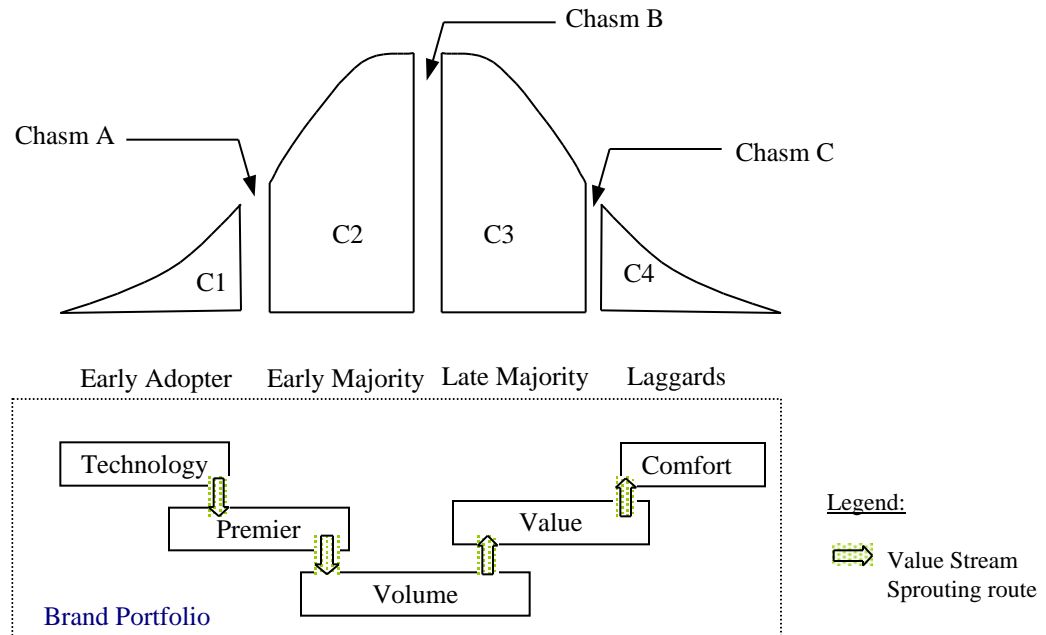 Chasm B
Chasm A
Chasm C
C2
C3
C1
C4
Early Adopter
Early Majority
Late Majority
Laggards
Technology
Comfort
Premier
Value
Legend:
Volume
Value Stream
Sprouting route
Brand Portfolio